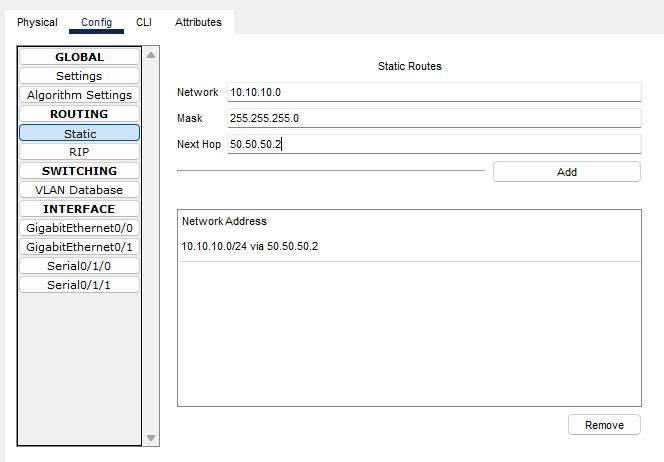 Physical Config CLI Attributes
GLOBAL
Settings
Algorithm Settings
ROUTING
Static
RIP
SWITCHING
VLAN Database
INTERFACE
GigabitEthernet0/0
GigabitEthernet0/1
Serial0/1/0
Serial0/1/1
Static Routes
Network 10.10.10.0
Mask 255.255.255.0
Next Hop 50.50.50.2
Add
Network Address
10.10.10.0/24 via 50.50.50.2
Remove